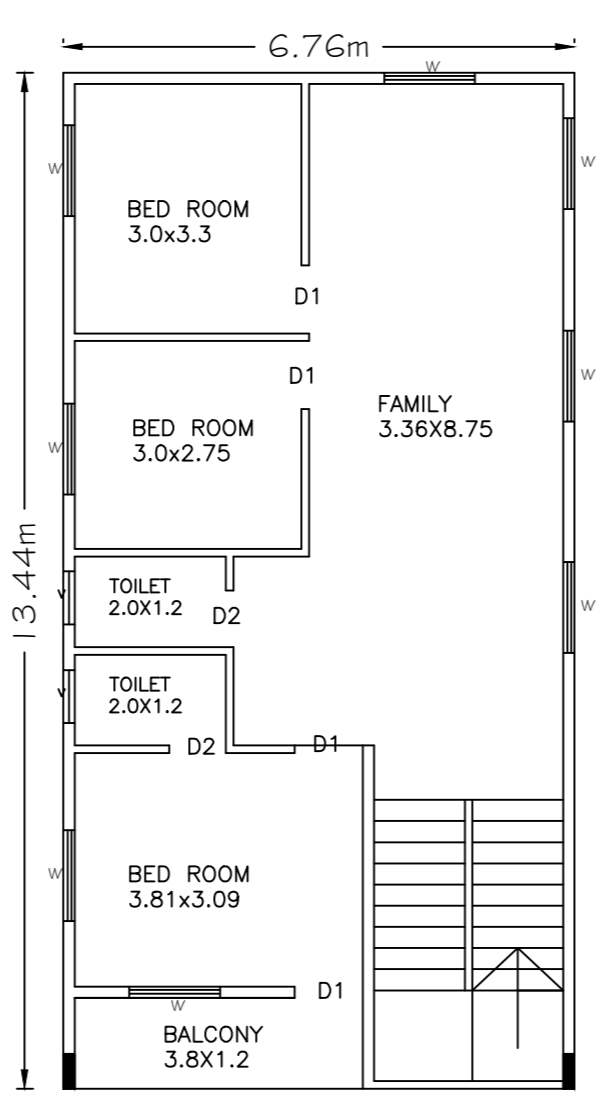 6.76m
W
W
W
BED ROOM
3.0x3.3
D1
D1
W
FAMILY
3.36X8.75
BED ROOM
3.0x2.75
W
13.44m
TOILET
2.0X1.2
D2
W
TOILET
2.0X1.2
D2
D1
W
BED ROOM
3.81x3.09
D1
W
BALCONY
3.8X1.2